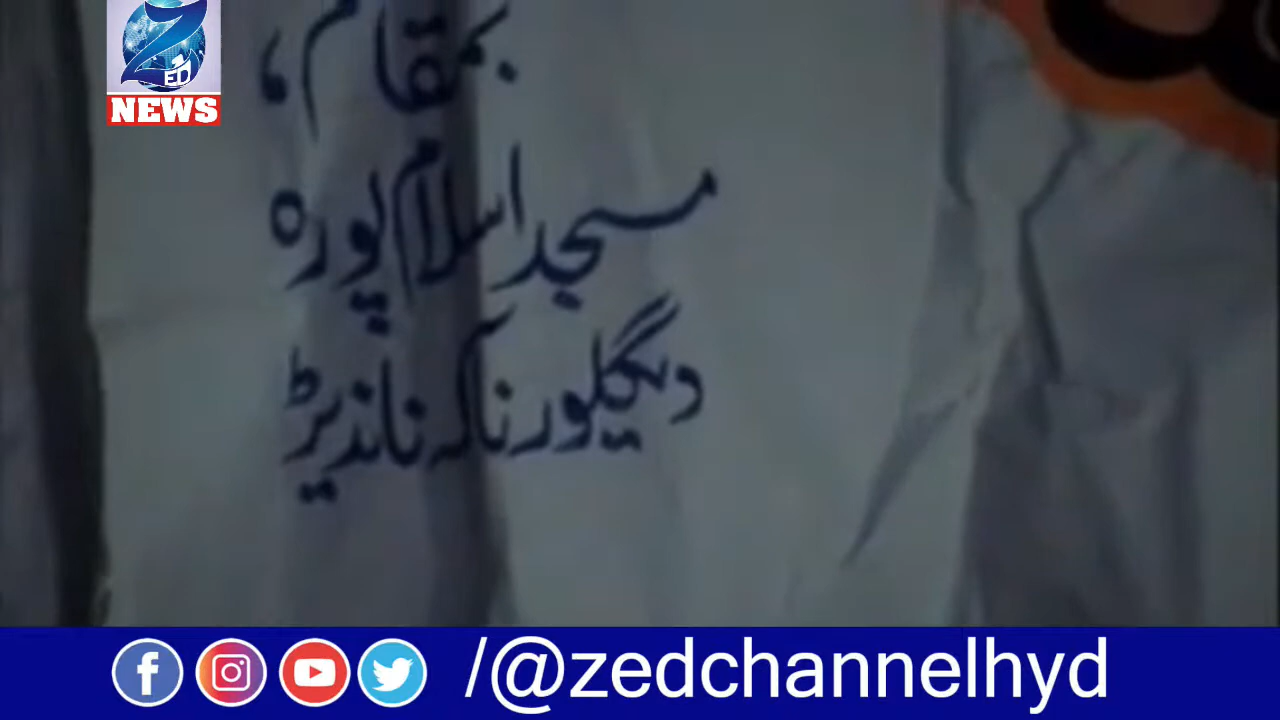 ZED
NEWS
بمقام،
مسجد اسلام پورہ
دیگلور ناکہ ناندیڑ
/@zedchannelhyd